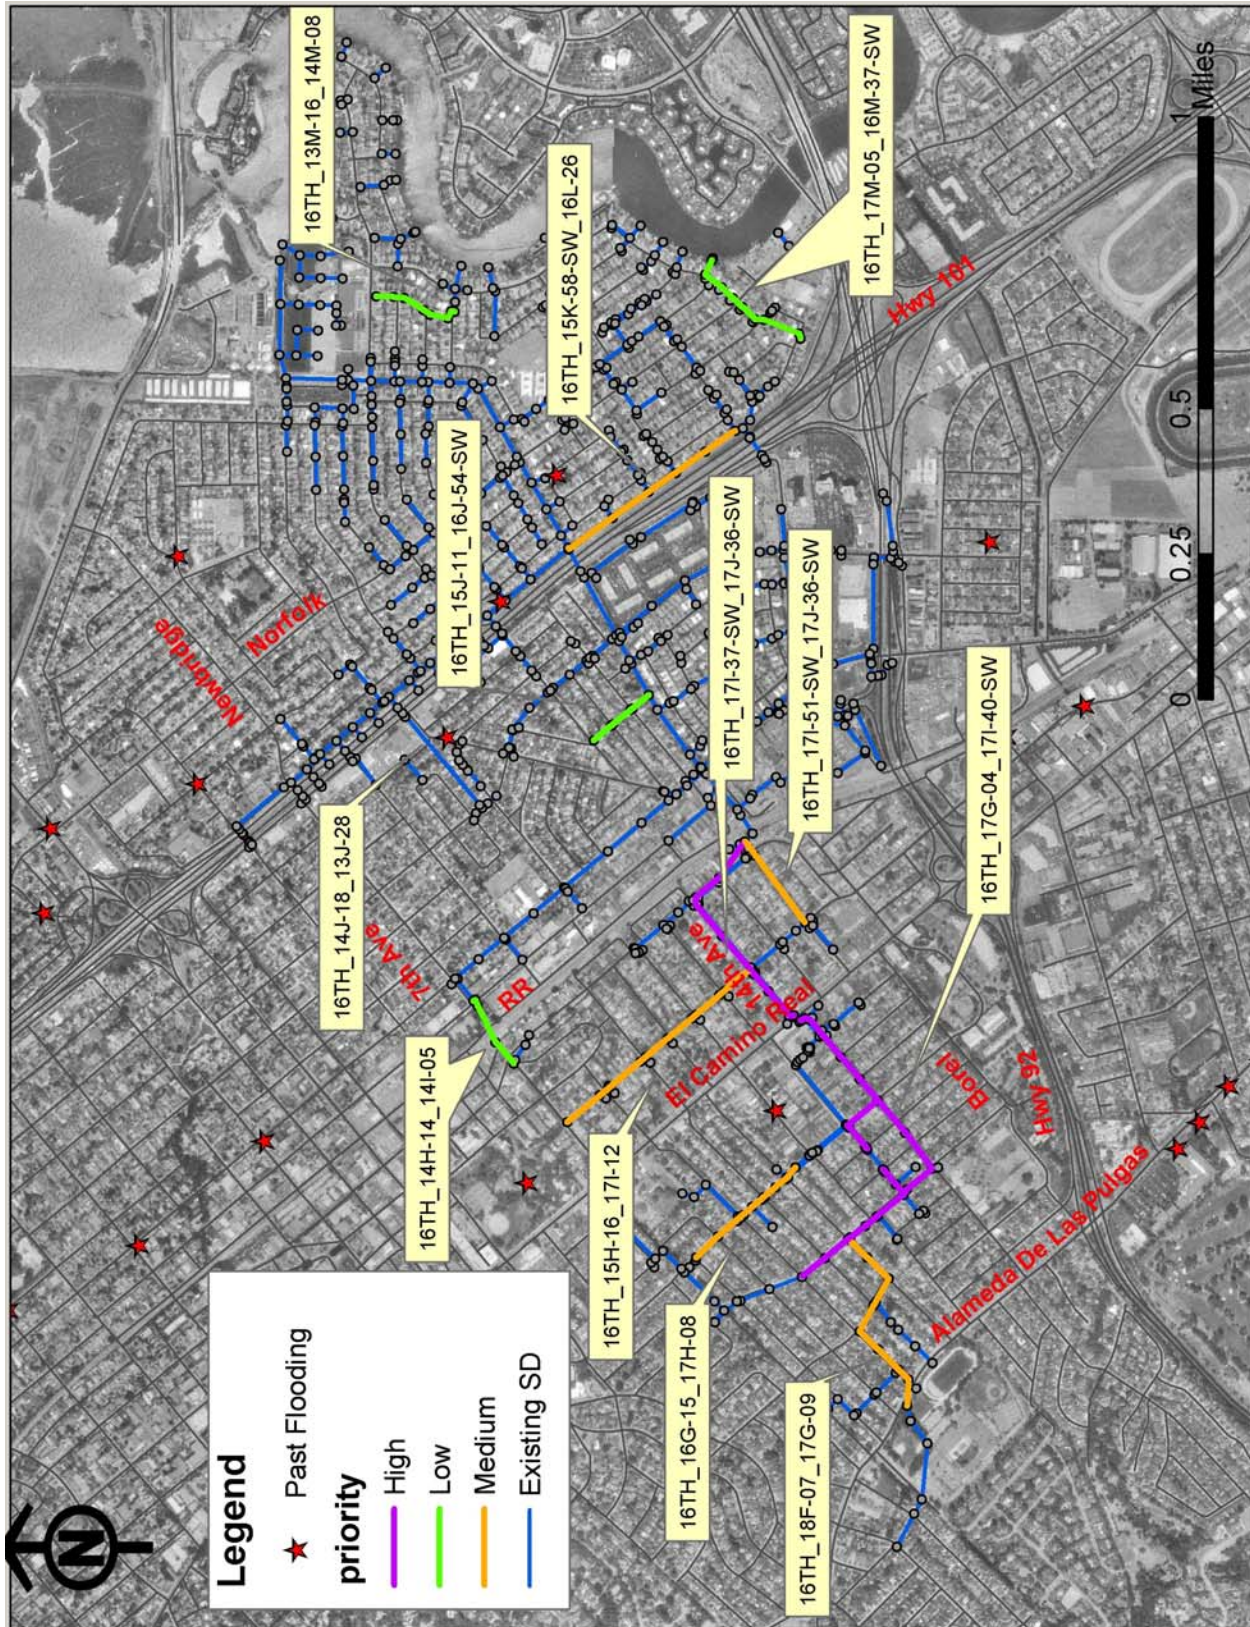 Legend
Past Flooding
priority
High
Low
Medium
Existing SD
N
16TH_13M-16_14M-08
16TH_15K-58-SW_16L-26
16TH_17M-05_16M-37-SW
16TH_15J-11_16J-54-SW
16TH_14J-18_13J-28
16TH_17I-37-SW_17J-36-SW
16TH_17I-51-SW_17J-36-SW
16TH_17G-04_17I-40-SW
16TH_14H-14_14I-05
16TH_15H-16_17I-12
16TH_16G-15_17H-08
16TH_18F-07_17G-09
Newbridge
Norfolk
7th Ave
RR
14th Ave
El Camino Real
Borel
Hwy 92
Alameda De Las Pulgas
Hwy 101
0 0.25 0.5 1
Miles